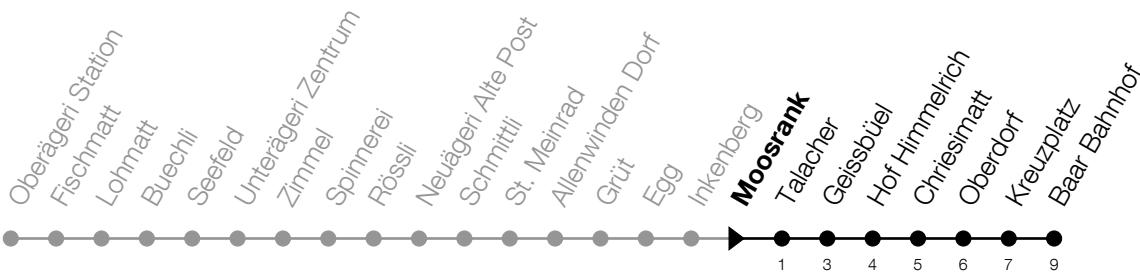 Oberägeri Station
Fischmatt
Lohmatt
Buechli
Seefeld
Unterägeri Zentrum
Zimmel
Spinnerei
Rössli
Neuägeri Alte Post
Schmittli
St. Meinrad
Allenwinden Dorf
Grüt
Egg
Inkenberg
Moosrank
Talacher
Geissbüel
Hof Himmelrich
Chriesimatt
Oberdorf
Kreuzplatz
Baar Bahnhof
1 3 4 5 6 7 9